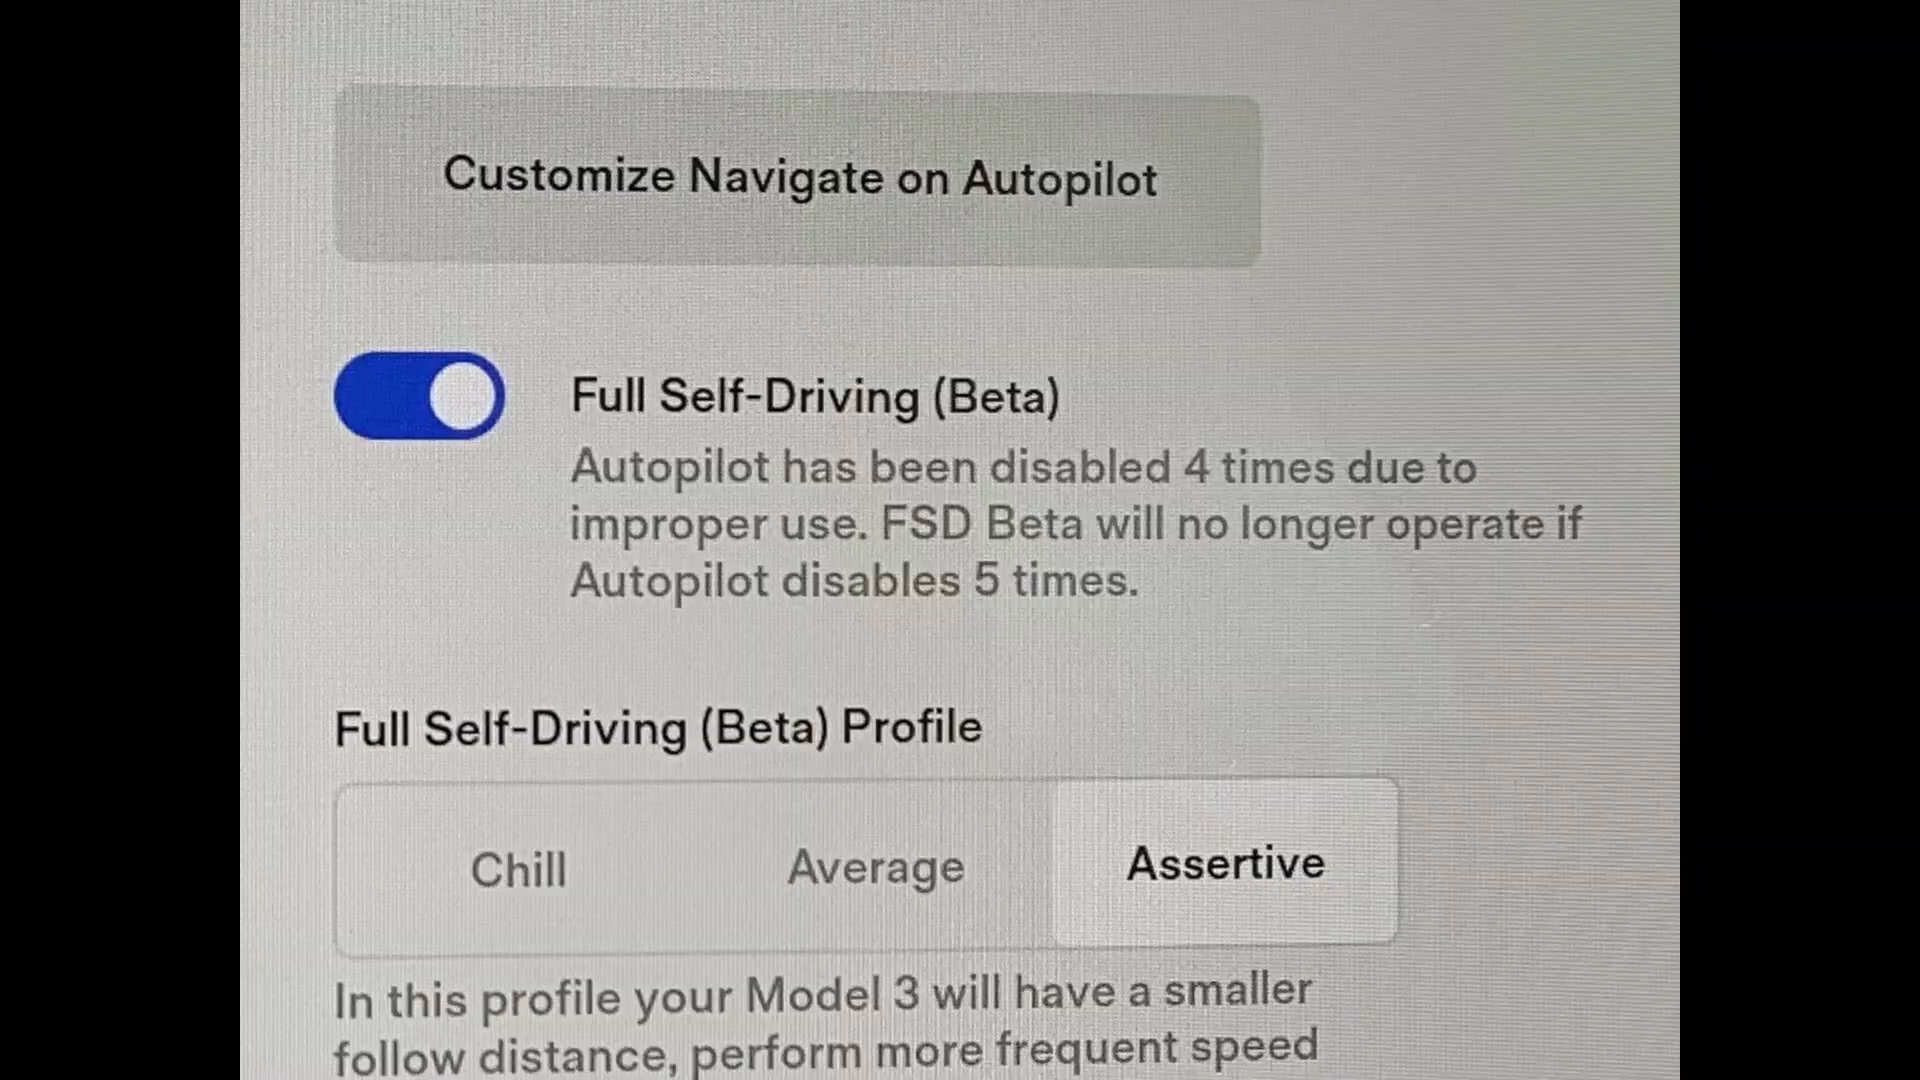 Customize Navigate on Autopilot
Full Self-Driving (Beta)
Autopilot has been disabled 4 times due to
improper use. FSD Beta will no longer operate if
Autopilot disables 5 times.
Full Self-Driving (Beta) Profile
Chill
Average
Assertive
In this profile your Model 3 will have a smaller
follow distance, perform more frequent speed